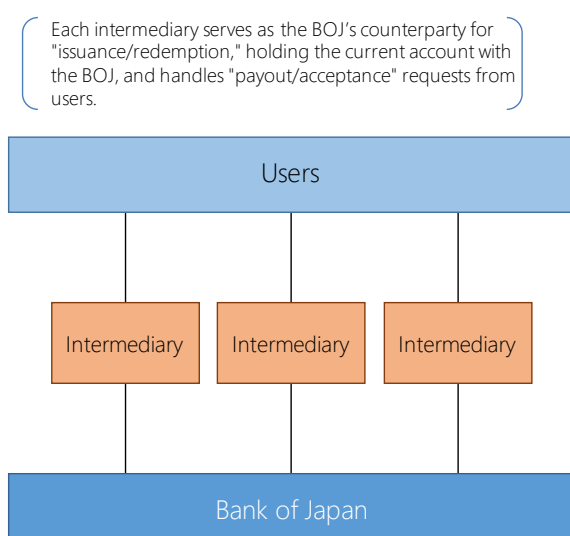 Each intermediary serves as the BOJ's counterparty for
"issuance/redemption," holding the current account with
the BOJ, and handles "payout/acceptance" requests from
users.
Users
Intermediary
Intermediary
Intermediary
Bank of Japan